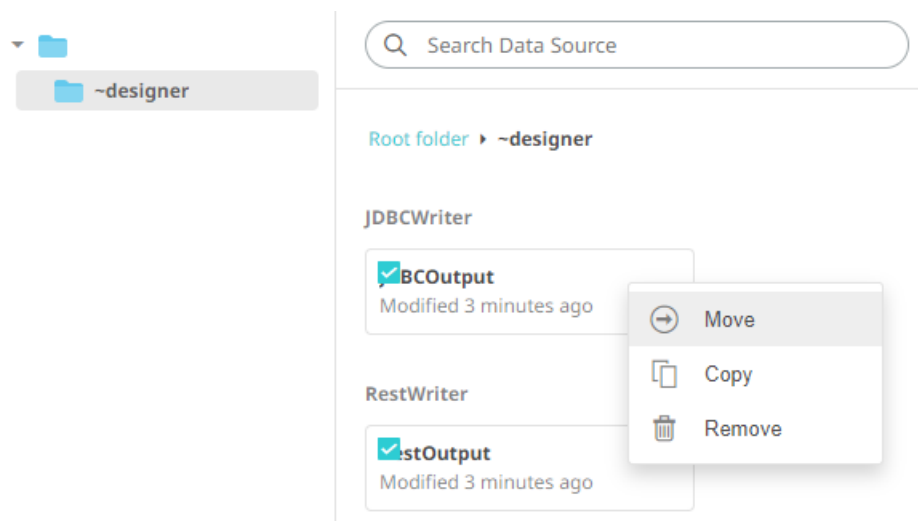 ~designer
Search Data Source
Root folder ~designer
JDBCWriter
BCOutput
Modified 3 minutes ago
Move
Copy
Remove
RestWriter
estOutput
Modified 3 minutes ago